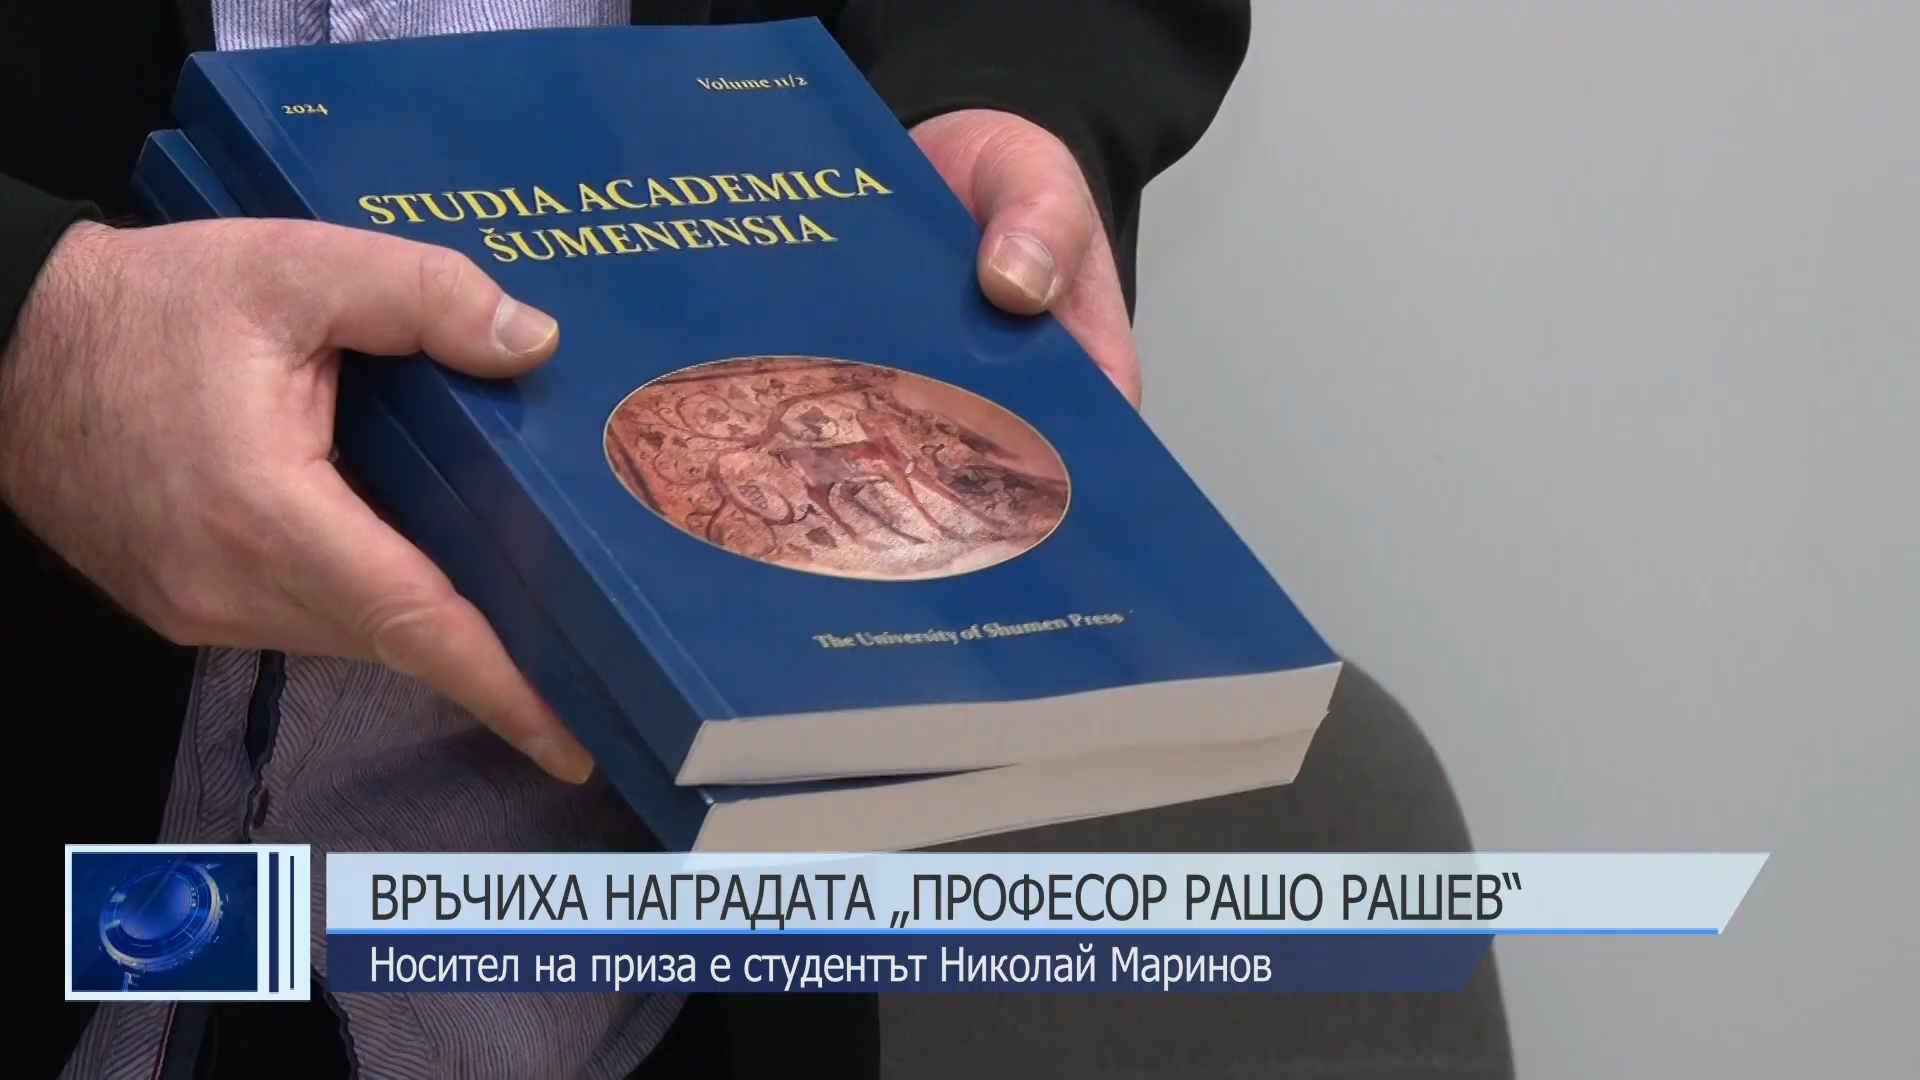 2024
Volume 11/2
STUDIA ACADEMICA
ŠUMENENSIA
The University of Shumen Press
ВРЪЧИХА НАГРАДАТА „ПРОФЕСОР РАШО РАШЕВ“
Носител на приза е студентът Николай Маринов